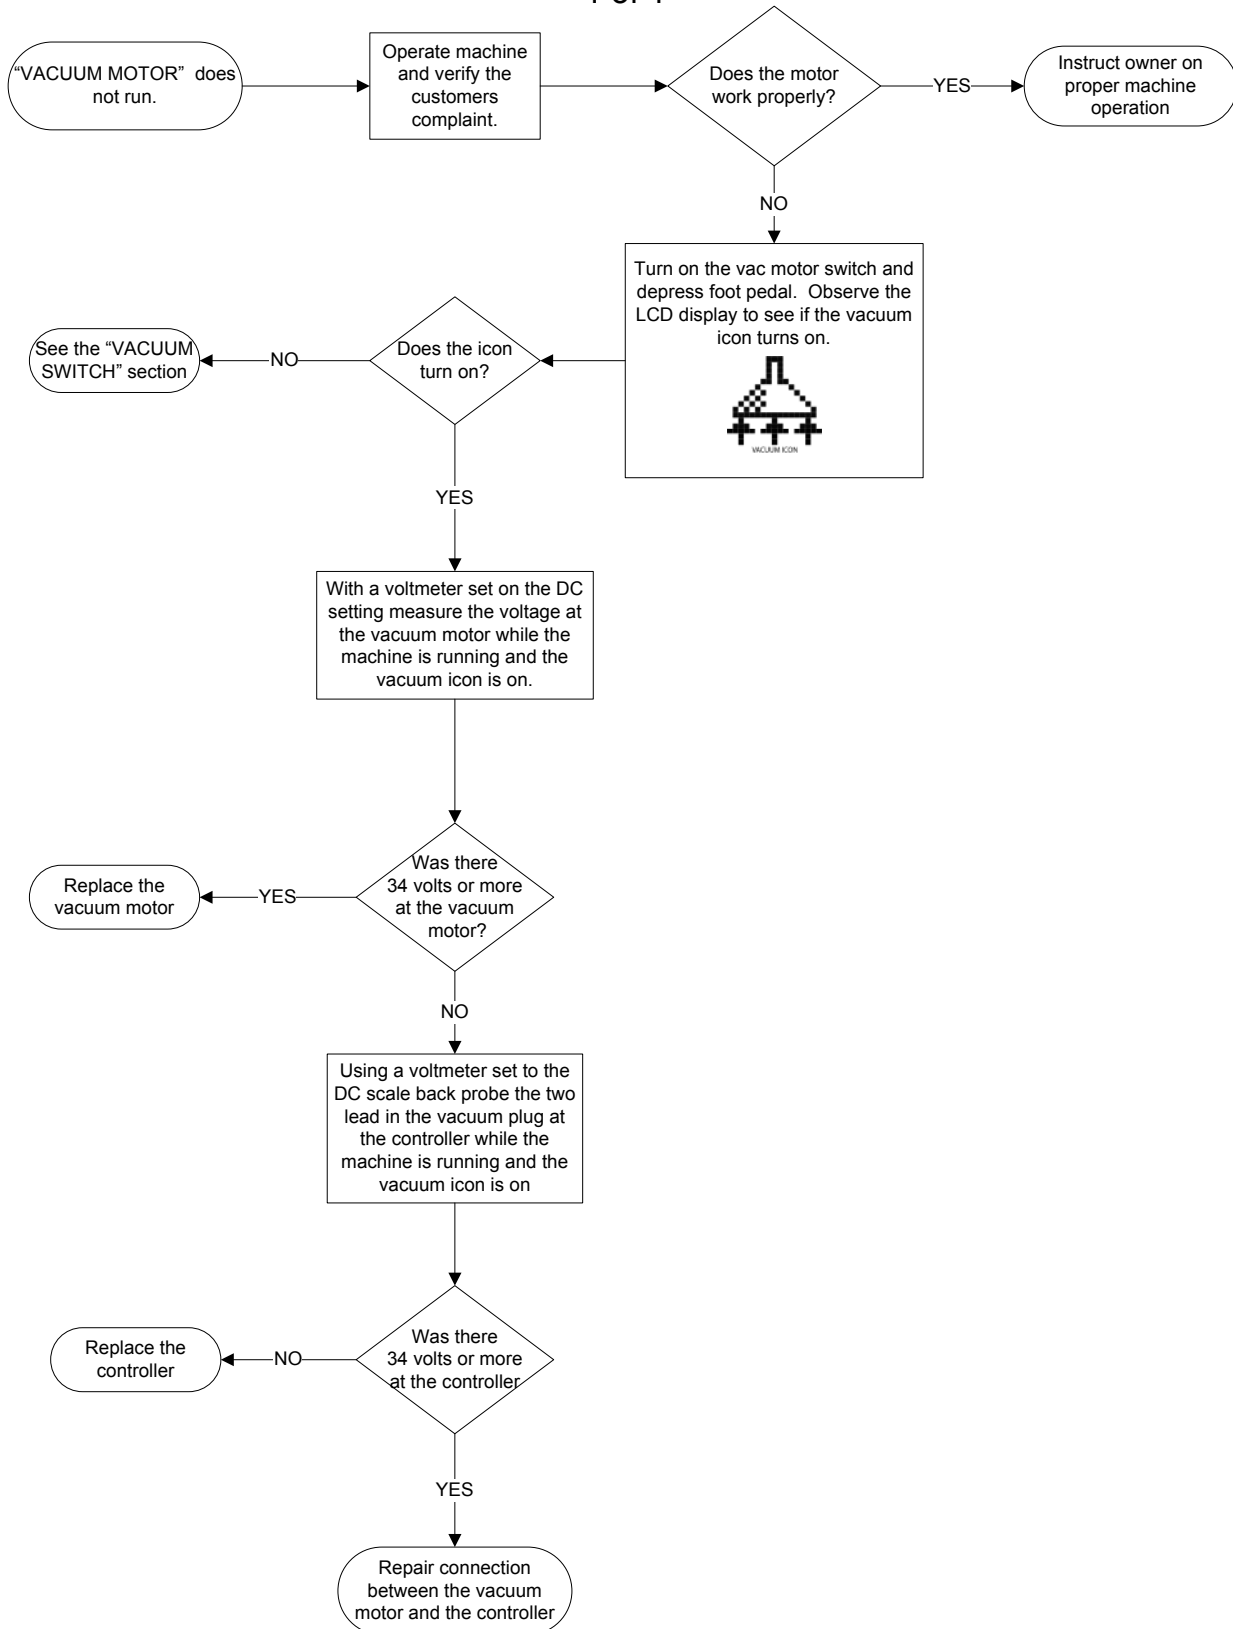 “VACUUM MOTOR” does
not run.
Operate machine
and verify the
customers
complaint.
Does the motor
work properly?
YES
Instruct owner on
proper machine
operation
NO
Turn on the vac motor switch and
depress foot pedal. Observe the
LCD display to see if the vacuum
icon turns on.
VACUUM ICON
Does the icon
turn on?
NO
See the “VACUUM
SWITCH” section
YES
With a voltmeter set on the DC
setting measure the voltage at
the vacuum motor while the
machine is running and the
vacuum icon is on.
Was there
34 volts or more
at the vacuum
motor?
YES
Replace the
vacuum motor
NO
Using a voltmeter set to the
DC scale back probe the two
lead in the vacuum plug at
the controller while the
machine is running and the
vacuum icon is on
Was there
34 volts or more
at the controller
NO
Replace the
controller
YES
Repair connection
between the vacuum
motor and the controller